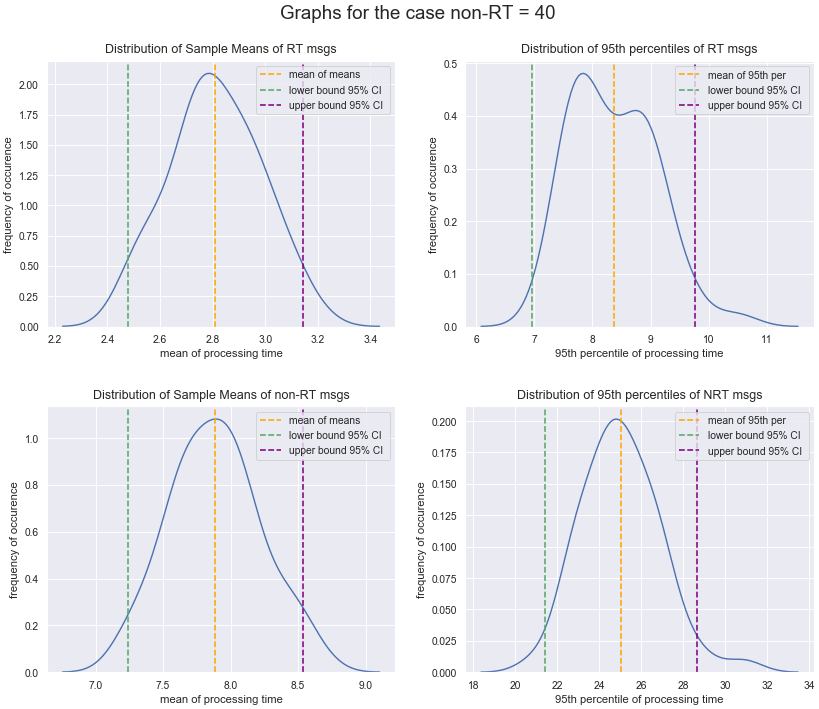 Graphs for the case non-RT = 40
Distribution of Sample Means of RT msgs
mean of means
lower bound 95% CI
upper bound 95% CI
frequency of occurence
2.00
1.75
1.50
1.25
1.00
0.75
0.50
0.25
0.00
2.2 2.4 2.6 2.8 3.0 3.2 3.4
mean of processing time
Distribution of 95th percentiles of RT msgs
mean of 95th per
lower bound 95% CI
upper bound 95% CI
frequency of occurence
0.5
0.4
0.3
0.2
0.1
0.0
6 7 8 9 10 11
95th percentile of processing time
Distribution of Sample Means of non-RT msgs
mean of means
lower bound 95% CI
upper bound 95% CI
frequency of occurence
1.0
0.8
0.6
0.4
0.2
0.0
7.0 7.5 8.0 8.5 9.0
mean of processing time
Distribution of 95th percentiles of NRT msgs
mean of 95th per
lower bound 95% CI
upper bound 95% CI
frequency of occurence
0.200
0.175
0.150
0.125
0.100
0.075
0.050
0.025
0.000
18 20 22 24 26 28 30 32 34
95th percentile of processing time